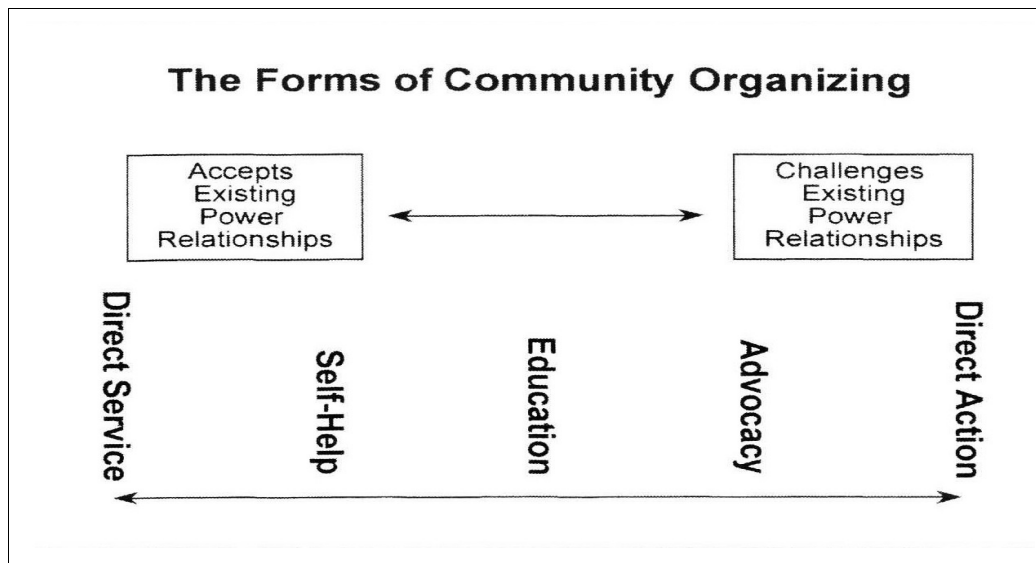 The Forms of Community Organizing
Accepts
Existing
Power
Relationships
Challenges
Existing
Power
Relationships
Direct Service
Self-Help
Education
Advocacy
Direct Action